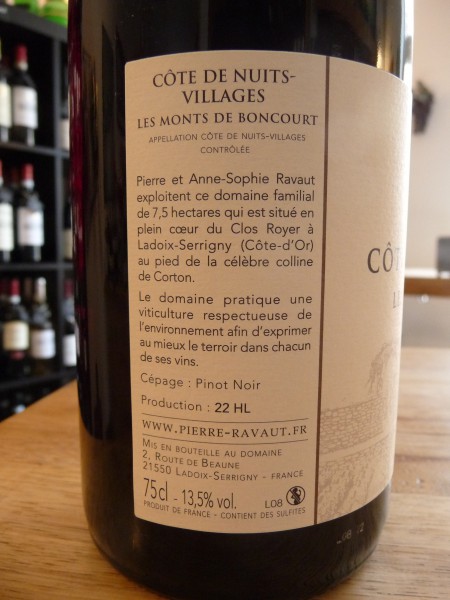 CÔTE DE NUITS-
VILLAGES
LES MONTS DE BONCOURT
APPELLATION CÔTE DE NUITS-VILLAGES
CONTRÔLÉE
Pierre et Anne-Sophie Ravaut
exploitent ce domaine familial
de 7,5 hectares qui est situé en
plein cœur du Clos Royer à
Ladoix-Serrigny (Côte-d'Or)
au pied de la célèbre colline
de Corton.
Le domaine pratique une
viticulture respectueuse de
l'environnement afin d'exprimer
au mieux le terroir dans chacun
de ses vins.
Cépage : Pinot Noir
Production : 22 HL
WWW.PIERRE-RAVAUT.FR
MIS EN BOUTEILLE AU DOMAINE
2, ROUTE DE BEAUNE
21550 LADOIX-SERRIGNY - FRANCE
75cl - 13,5% vol. L08
PRODUIT DE FRANCE - CONTIENT DES SULFITES
CÔT